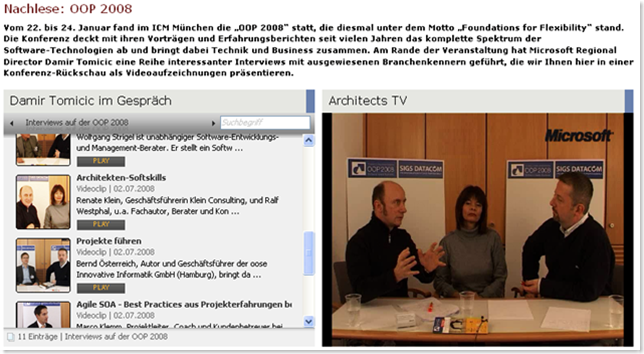 Nachlese: OOP 2008
Vom 22. bis 24. Januar fand im ICM München die „OOP 2008“ statt, die diesmal unter dem Motto „Foundations for Flexibility“ stand.
Die Konferenz deckt mit ihren Vorträgen und Erfahrungsberichten seit vielen Jahren das komplette Spektrum der
Software-Technologien ab und bringt dabei Technik und Business zusammen. Am Rande der Veranstaltung hat Microsoft Regional
Director Damir Tomicic eine Reihe interessanter Interviews mit ausgewiesenen Branchenkennern geführt, die wir Ihnen hier in einer
Konferenz-Rückschau als Videoaufzeichnungen präsentieren.
Damir Tomicic im Gespräch
Interviews auf der OOP 2008
Suchbegriff
Wolfgang Strigel ist unabhängiger Software-Entwicklungs-
und Management-Berater. Er stellt ein Softw ...
PLAY
Architekten-Softskills
Videoclip | 02.07.2008
Renate Klein, Geschäftsführerin Klein Consulting, und Ralf
Westphal, u.a. Fachautor, Berater und Kon ...
PLAY
Projekte führen
Videoclip | 02.07.2008
Bernd Österreich, Autor und Geschäftsführer der oose
Innovative Informatik GmbH (Hamburg), bringt da ...
PLAY
Agile SOA - Best Practices aus Projekterfahrungen be
Videoclip | 02.07.2008
Marco Klemm, Projektleiter, Coach und Kundenbetreuer bei
11 Einträge | Interviews auf der OOP 2008
Architects TV
Microsoft
OOP2008
SIGS DATACOM
OOP2008
SIGS DATACOM